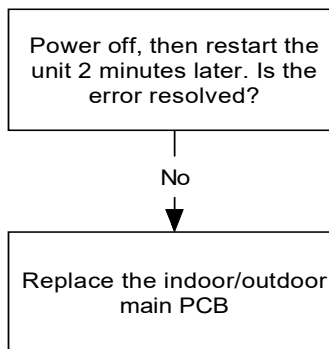 Power off, then restart the
unit 2 minutes later. Is the
error resolved?
No
Replace the indoor/outdoor
main PCB